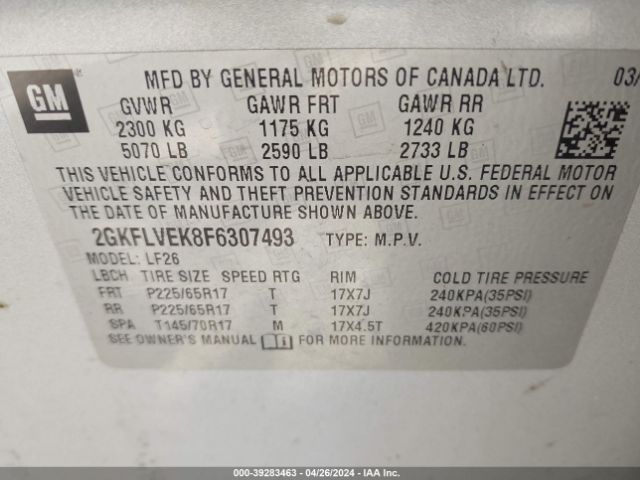 GM
MFD BY GENERAL MOTORS OF CANADA LTD. 03/
GVWR GAWR FRT GAWR RR
2300 KG 1175 KG 1240 KG
5070 LB 2590 LB 2733 LB
THIS VEHICLE CONFORMS TO ALL APPLICABLE U.S. FEDERAL MOTOR
VEHICLE SAFETY AND THEFT PREVENTION STANDARDS IN EFFECT ON
THE DATE OF MANUFACTURE SHOWN ABOVE.
2GKFLVEK8F6307493 TYPE: M.P.V.
MODEL: LF26
LBCH TIRE SIZE SPEED RTG RIM COLD TIRE PRESSURE
FRT P225/65R17 T 17X7J 240KPA(35PSI)
RR P225/65R17 T 17X7J 240KPA(35PSI)
SPA T145/70R17 M 17X4.5T 420KPA(60PSI)
SEE OWNER'S MANUAL FOR MORE INFORMATION.
000-39283463 - 04/26/2024 - IAAI.CA